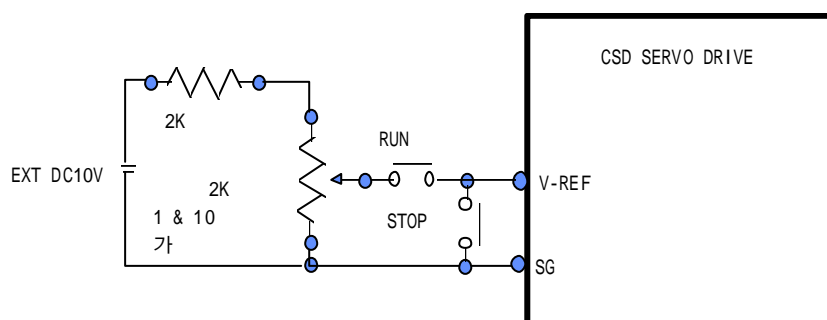 CSD SERVO DRIVE
2K
RUN
EXT DC10V
2K
V-REF
1 & 10
STOP
가
SG